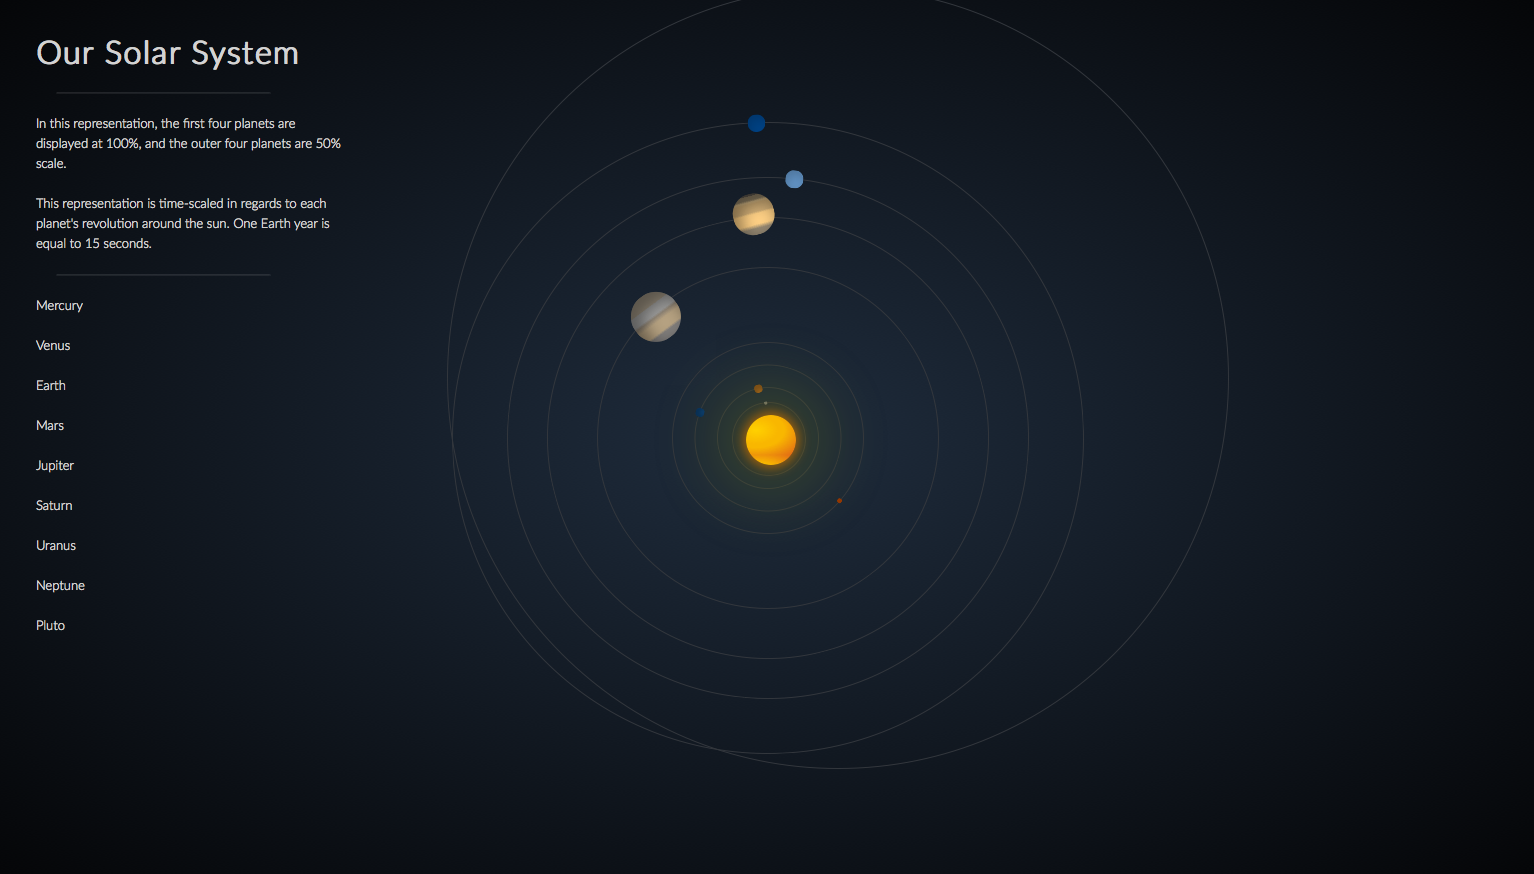 Our Solar System
In this representation, the first four planets are
displayed at 100%, and the outer four planets are 50%
scale.
This representation is time-scaled in regards to each
planet's revolution around the sun. One Earth year is
equal to 15 seconds.
Mercury
Venus
Earth
Mars
Jupiter
Saturn
Uranus
Neptune
Pluto